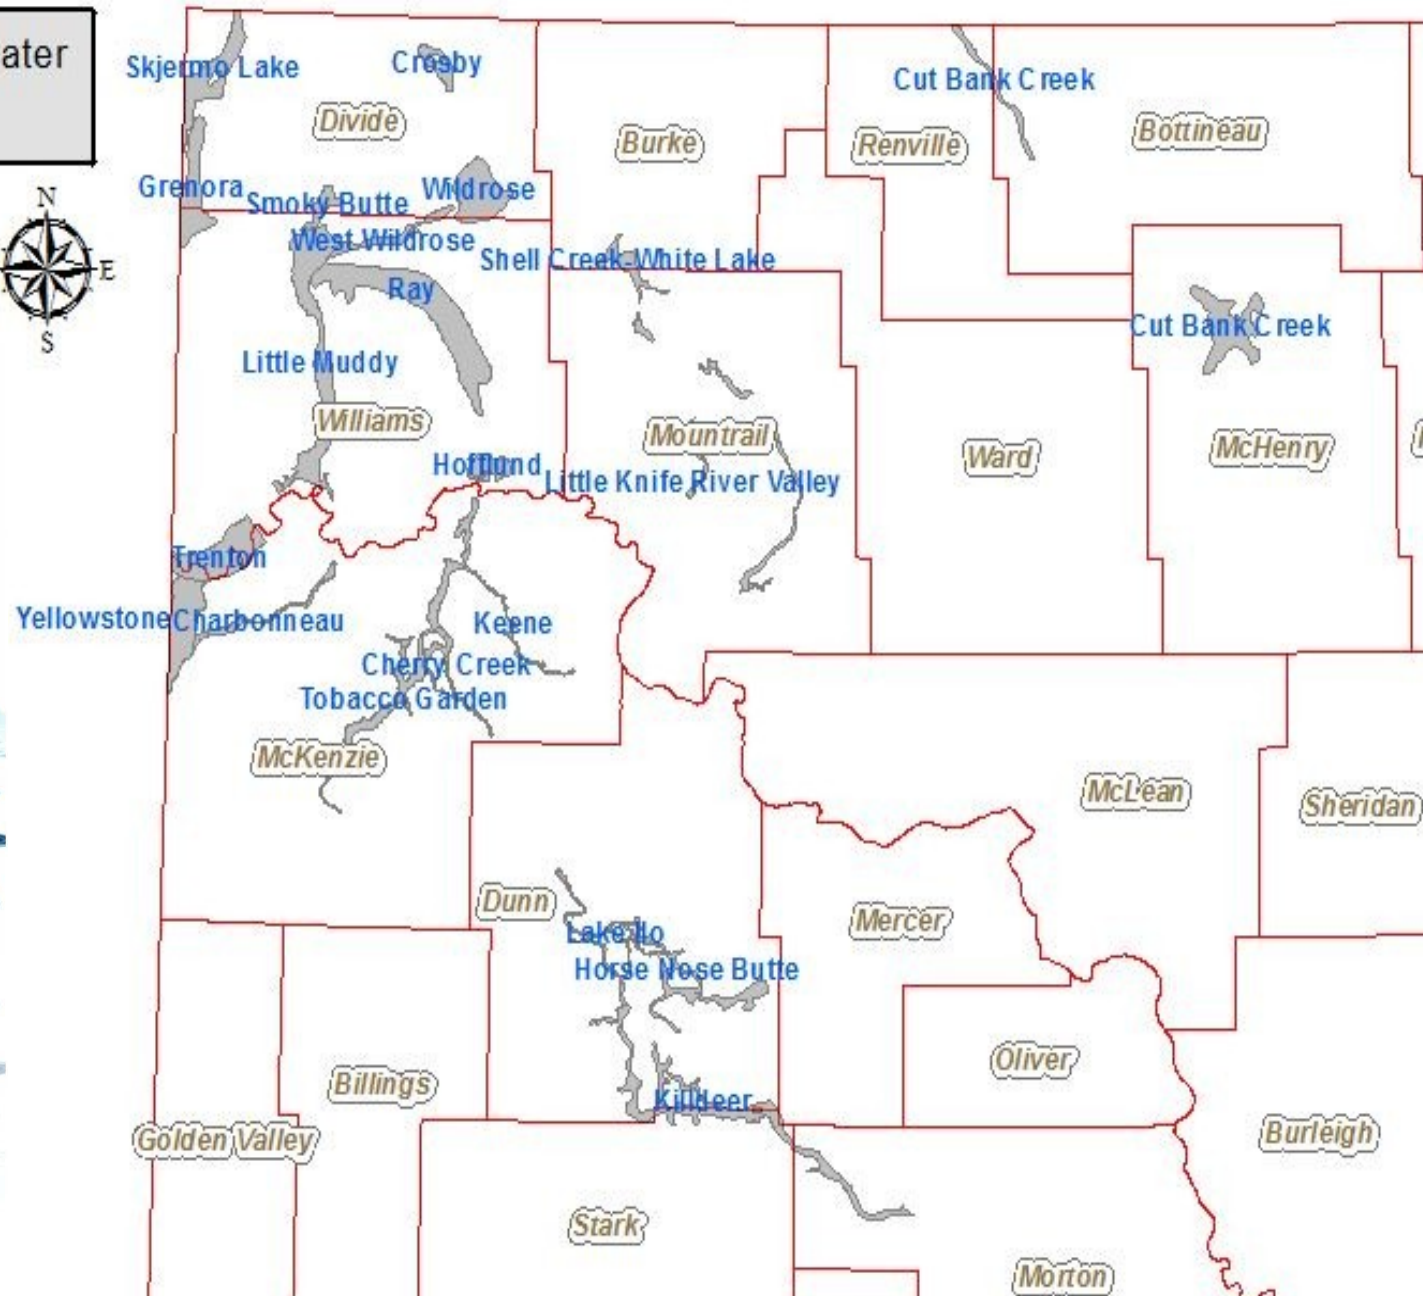 ater
Skjermo Lake
Crosby
Cut Bank Creek
Divide
Burke
Renville
Bottineau
N
Grenora
Smoky Butte
Wildrose
West Wildrose
Shell Creek-White Lake
E
Ray
S
Cut Bank Creek
Little Muddy
Williams
Mountrail
Ward
McHenry
Hofflund
Little Knife River Valley
Trenton
Yellowstone
Charbonneau
Keene
Cherry Creek
Tobacco Garden
McKenzie
McLean
Sheridan
Dunn
Mercer
Lake Ilo
Horse Nose Butte
Oliver
Billings
Killdeer
Golden Valley
Burleigh
Stark
Morton